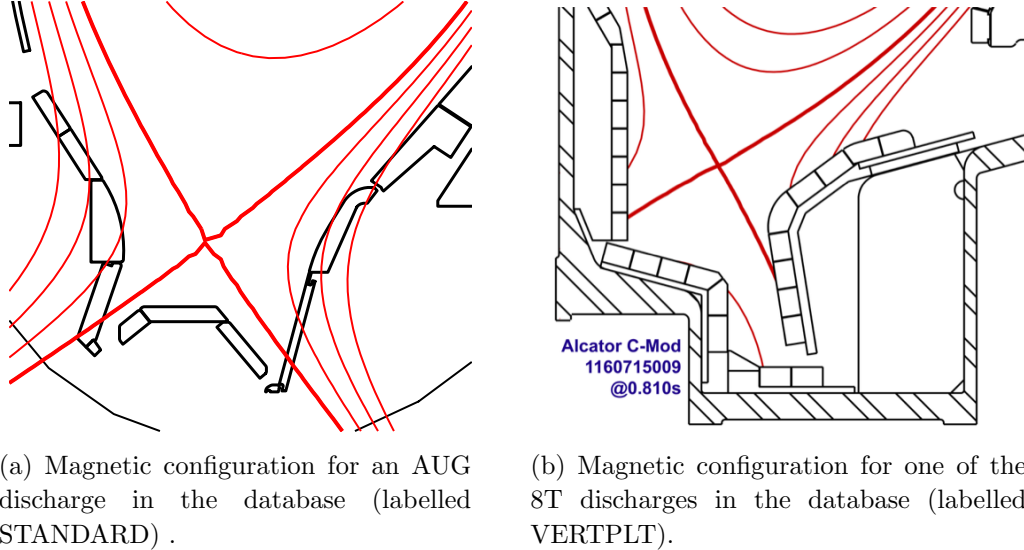 Alcator C-Mod
1160715009
@0.810s
(a) Magnetic configuration for an AUG
discharge in the database (labelled
STANDARD) .
(b) Magnetic configuration for one of the
8T discharges in the database (labelled
VERTPLT).